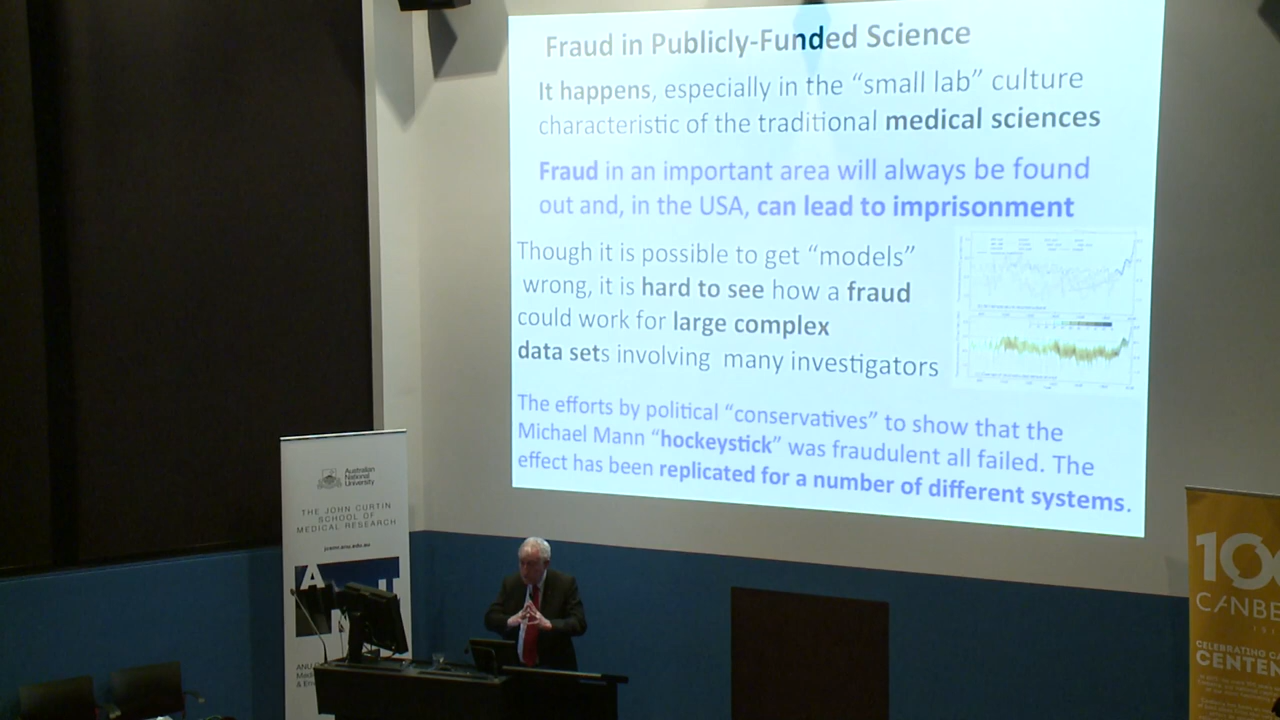 Fraud in Publicly-Funded Science
It happens, especially in the “small lab” culture
characteristic of the traditional medical sciences
Fraud in an important area will always be found
out and, in the USA, can lead to imprisonment
Though it is possible to get “models”
wrong, it is hard to see how a fraud
could work for large complex
data sets involving many investigators
The efforts by political “conservatives” to show that the
Michael Mann “hockeystick” was fraudulent all failed. The
effect has been replicated for a number of different systems.
Australian
National
University
THE JOHN CURTIN
SCHOOL OF
MEDICAL RESEARCH
jcsmr.anu.edu.au
A
ANU
Medi
& E
100
CANBE
CELEBRATING CA
CENTEN